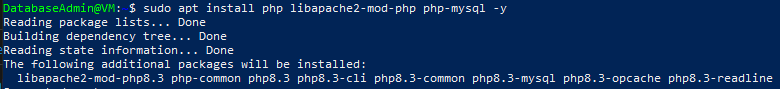 DatabaseAdmin@VM: $ sudo apt install php libapache2-mod-php php-mysql -y
Reading package lists... Done
Building dependency tree... Done
Reading state information... Done
The following additional packages will be installed:
  libapache2-mod-php8.3 php-common php8.3 php8.3-cli php8.3-common php8.3-mysql php8.3-opcache php8.3-readline